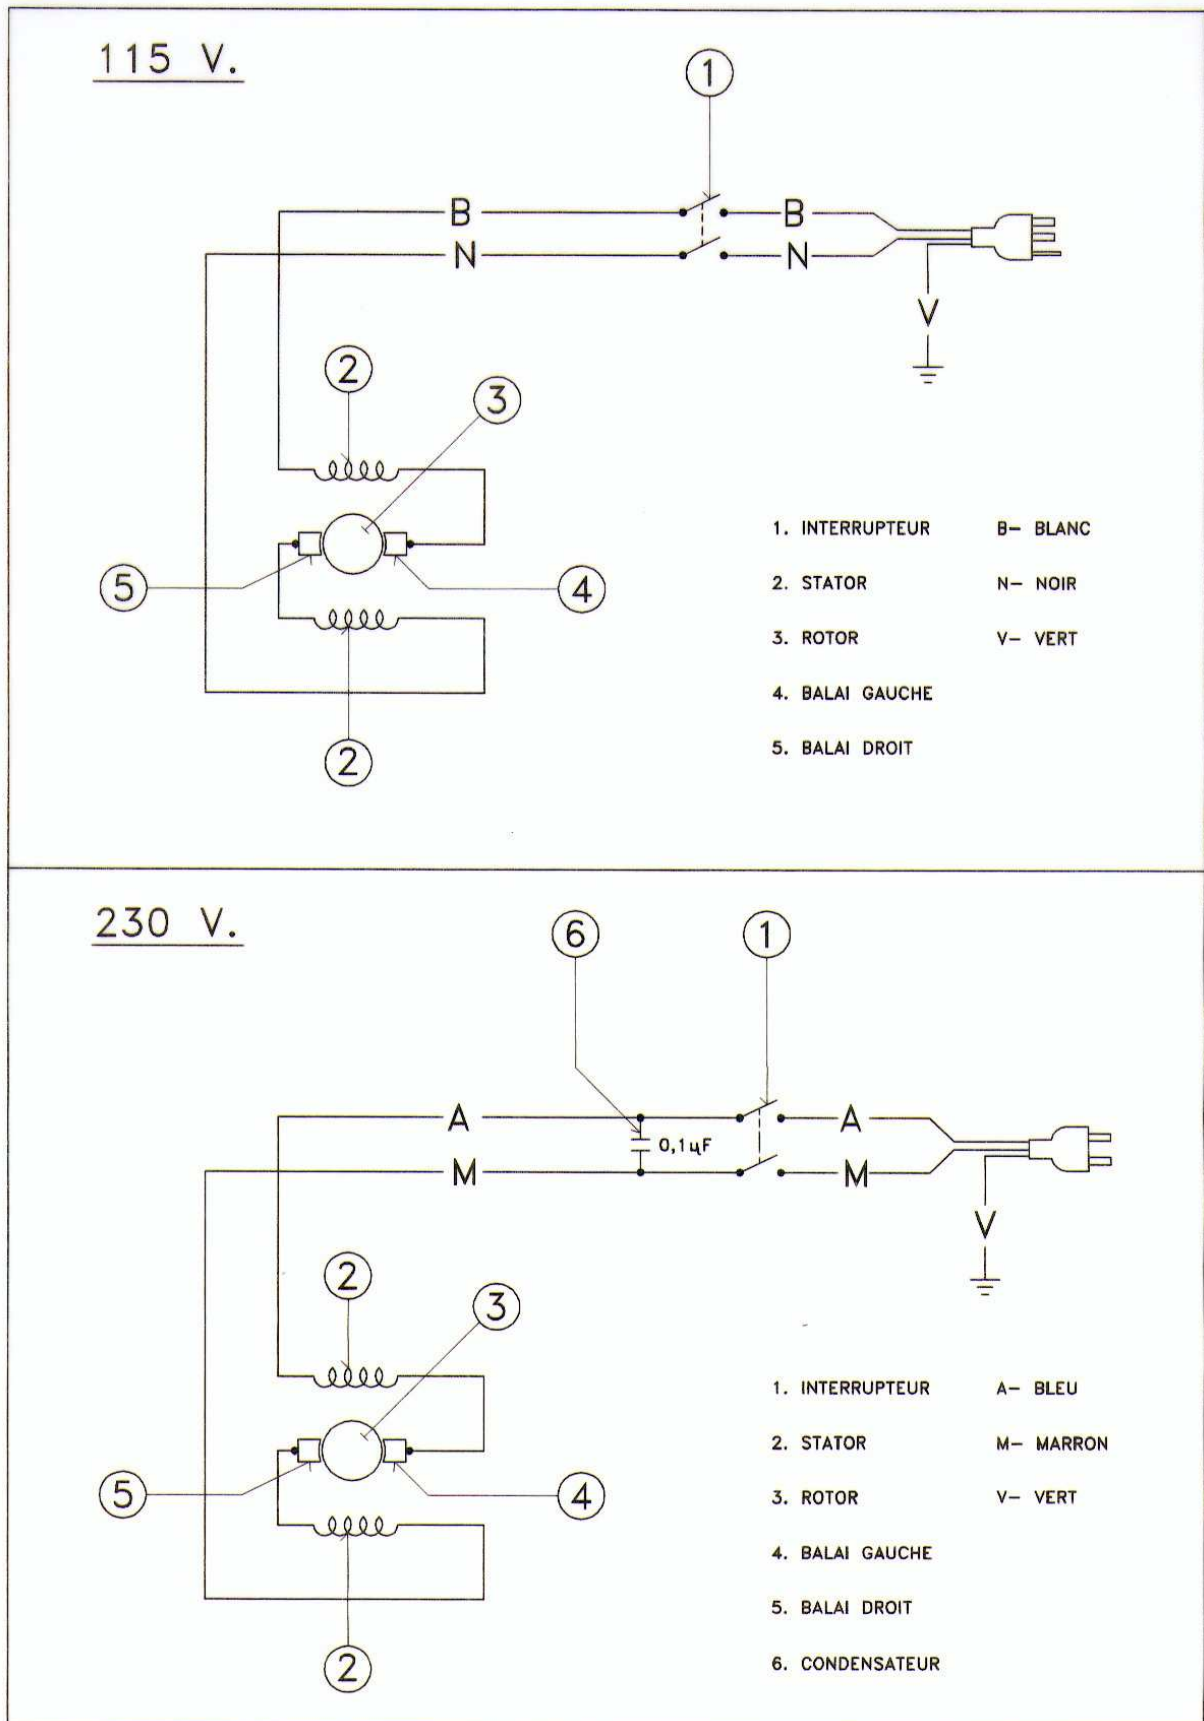 115 V.
1
B
B
N
N
V
2
3
5
4
2
1. INTERRUPTEUR B- BLANC
2. STATOR N- NOIR
3. ROTOR V- VERT
4. BALAI GAUCHE
5. BALAI DROIT
230 V.
6
1
A
A
0,1µF
M
M
V
2
3
5
4
2
1. INTERRUPTEUR A- BLEU
2. STATOR M- MARRON
3. ROTOR V- VERT
4. BALAI GAUCHE
5. BALAI DROIT
6. CONDENSATEUR